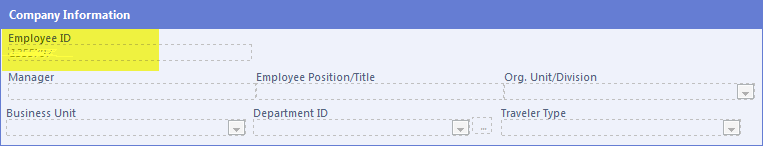 Company Information
Employee ID
Manager Employee Position/Title Org. Unit/Division
Business Unit Department ID ... Traveler Type